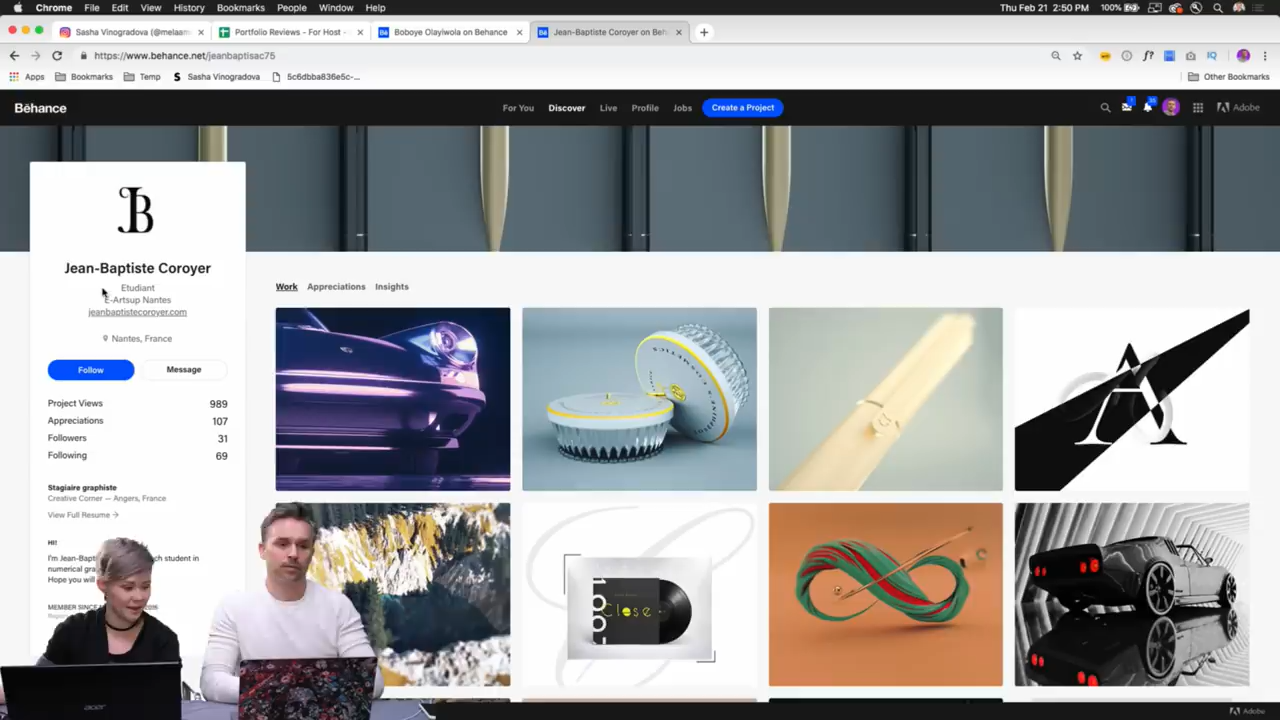 Chrome File Edit View History Bookmarks People Window Help
100% Thu Feb 21 2:50 PM
Sasha Vinogradova (@melaam
Portfolio Reviews - For Host -
Boboye Olayiwola on Behance
Jean-Baptiste Coroyer on Beh
https://www.behance.net/jeanbaptisac75
Apps Bookmarks Temp Sasha Vinogradova 5c6dbba836e5c-... Other Bookmarks
Bēhance For You Discover Live Profile Jobs Create a Project Adobe
Jean-Baptiste Coroyer
Etudiant
E-Artsup Nantes
jeanbaptistecoroyer.com
Nantes, France
Follow Message
Project Views 989
Appreciations 107
Followers 31
Following 69
Stagiaire graphiste
Creative Corner — Angers, France
View Full Resume →
HI!
I'm Jean-Bapti ch student in
numerical gra
Hope you will
MEMBER SINCE
Work Appreciations Insights
A
close
acer
Adobe